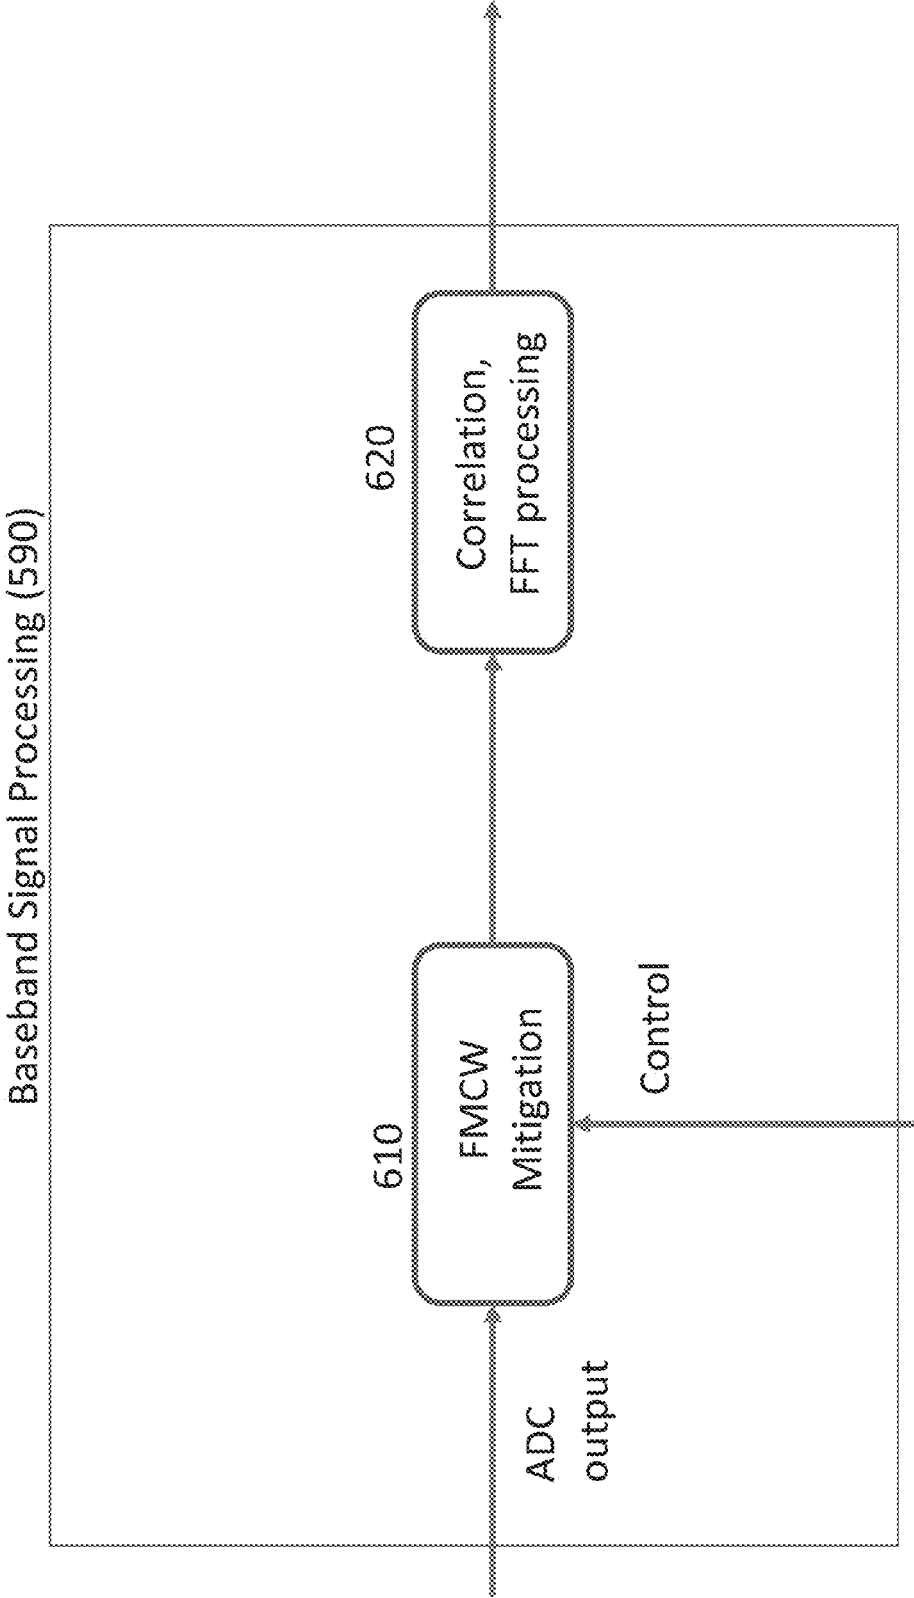 Baseband Signal Processing (590)
610
620
FMCW
Mitigation
Correlation,
FFT processing
ADC
output
Control